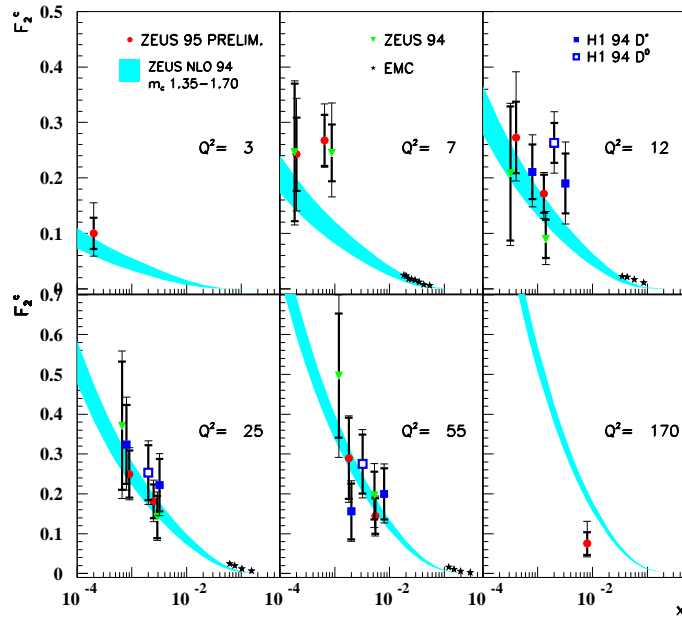 F₂ᶜ
0.5
0.4
0.3
0.2
0.1
0
ZEUS 95 PRELIM.
ZEUS NLO 94
m_c 1.35−1.70
Q²= 3
ZEUS 94
EMC
Q²= 7
H1 94 D*
H1 94 D⁰
Q²= 12
F₂ᶜ
0.7
0.6
0.5
0.4
0.3
0.2
0.1
0
Q²= 25
Q²= 55
Q²= 170
10⁻⁴ 10⁻² 10⁻⁴ 10⁻² 10⁻⁴ 10⁻² x